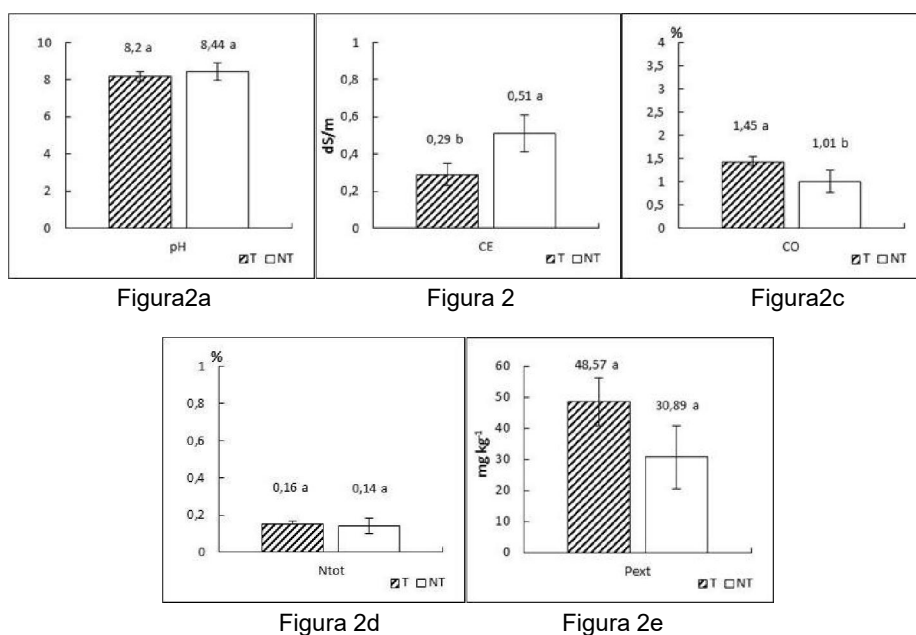 10
8
6
4
2
0
8,2 a
8,44 a
pH
T NT
1
0,8
0,6
0,4
0,2
0
dS/m
0,29 b
0,51 a
CE
T NT
%
4
3,5
3
2,5
2
1,5
1
0,5
0
1,45 a
1,01 b
CO
T NT
Figura2a
Figura 2
Figura2c
%
1
0,8
0,6
0,4
0,2
0
0,16 a
0,14 a
Ntot
T NT
60
50
40
30
20
10
0
mg kg⁻¹
48,57 a
30,89 a
Pext
T NT
Figura 2d
Figura 2e